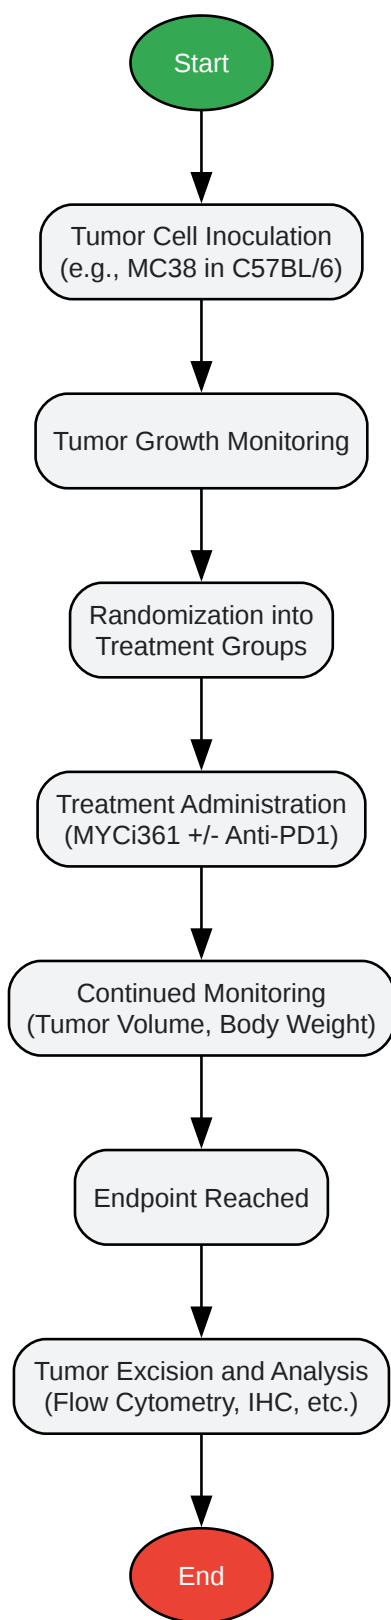 Start
Tumor Cell Inoculation
(e.g., MC38 in C57BL/6)
Tumor Growth Monitoring
Randomization into
Treatment Groups
Treatment Administration
(MYCi361 +/- Anti-PD1)
Continued Monitoring
(Tumor Volume, Body Weight)
Endpoint Reached
Tumor Excision and Analysis
(Flow Cytometry, IHC, etc.)
End